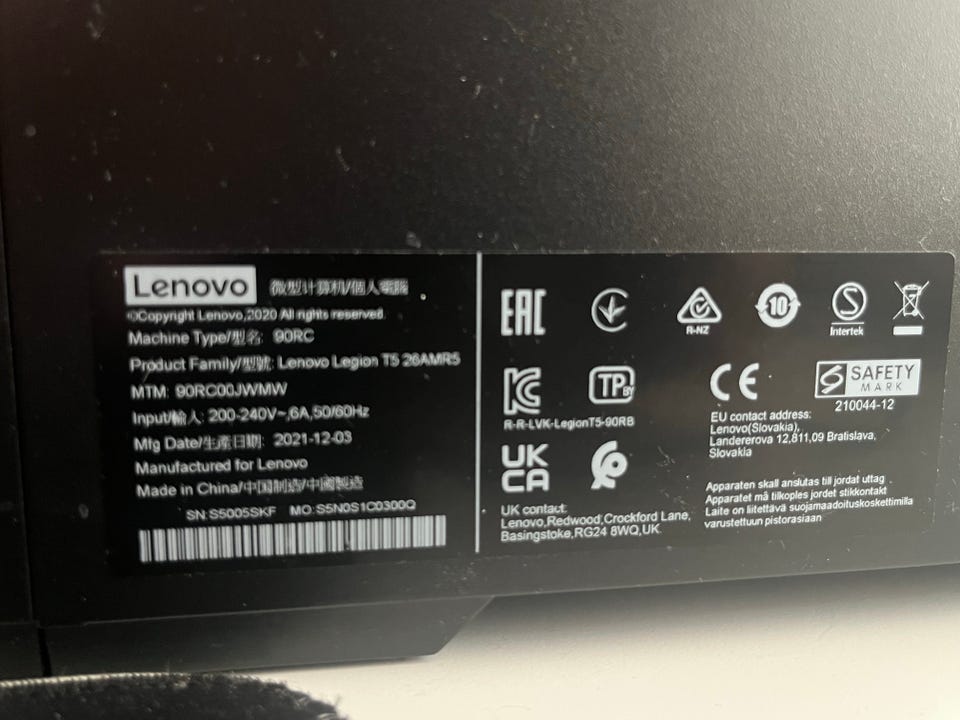 Lenovo 微型计算机/個人電腦
©Copyright Lenovo,2020 All rights reserved.
Machine Type/型名: 90RC
Product Family/型號: Lenovo Legion T5 26AMR5
MTM: 90RC00JWMW
Input/輸入: 200-240V~,6A,50/60Hz
Mfg Date/生產日期: 2021-12-03
Manufactured for Lenovo
Made in China/中国制造/中國製造
SN:S5005SKF MO:S5N0S1C0300Q
EAC
R-NZ
10
S
Intertek
TPBy
R-R-LVK-LegionT5-90RB
CE
SAFETY
MARK
210044-12
EU contact address:
Lenovo(Slovakia),
Landererova 12,811,09 Bratislava,
Slovakia
UK
CA
UK contact:
Lenovo,Redwood,Crockford Lane,
Basingstoke,RG24 8WQ,UK
Apparaten skall anslutas till jordat uttag
Apparatet må tilkoples jordet stikkontakt
Laite on liitettävä suojamaadoituskoskettimilla
varustettuun pistorasiaan